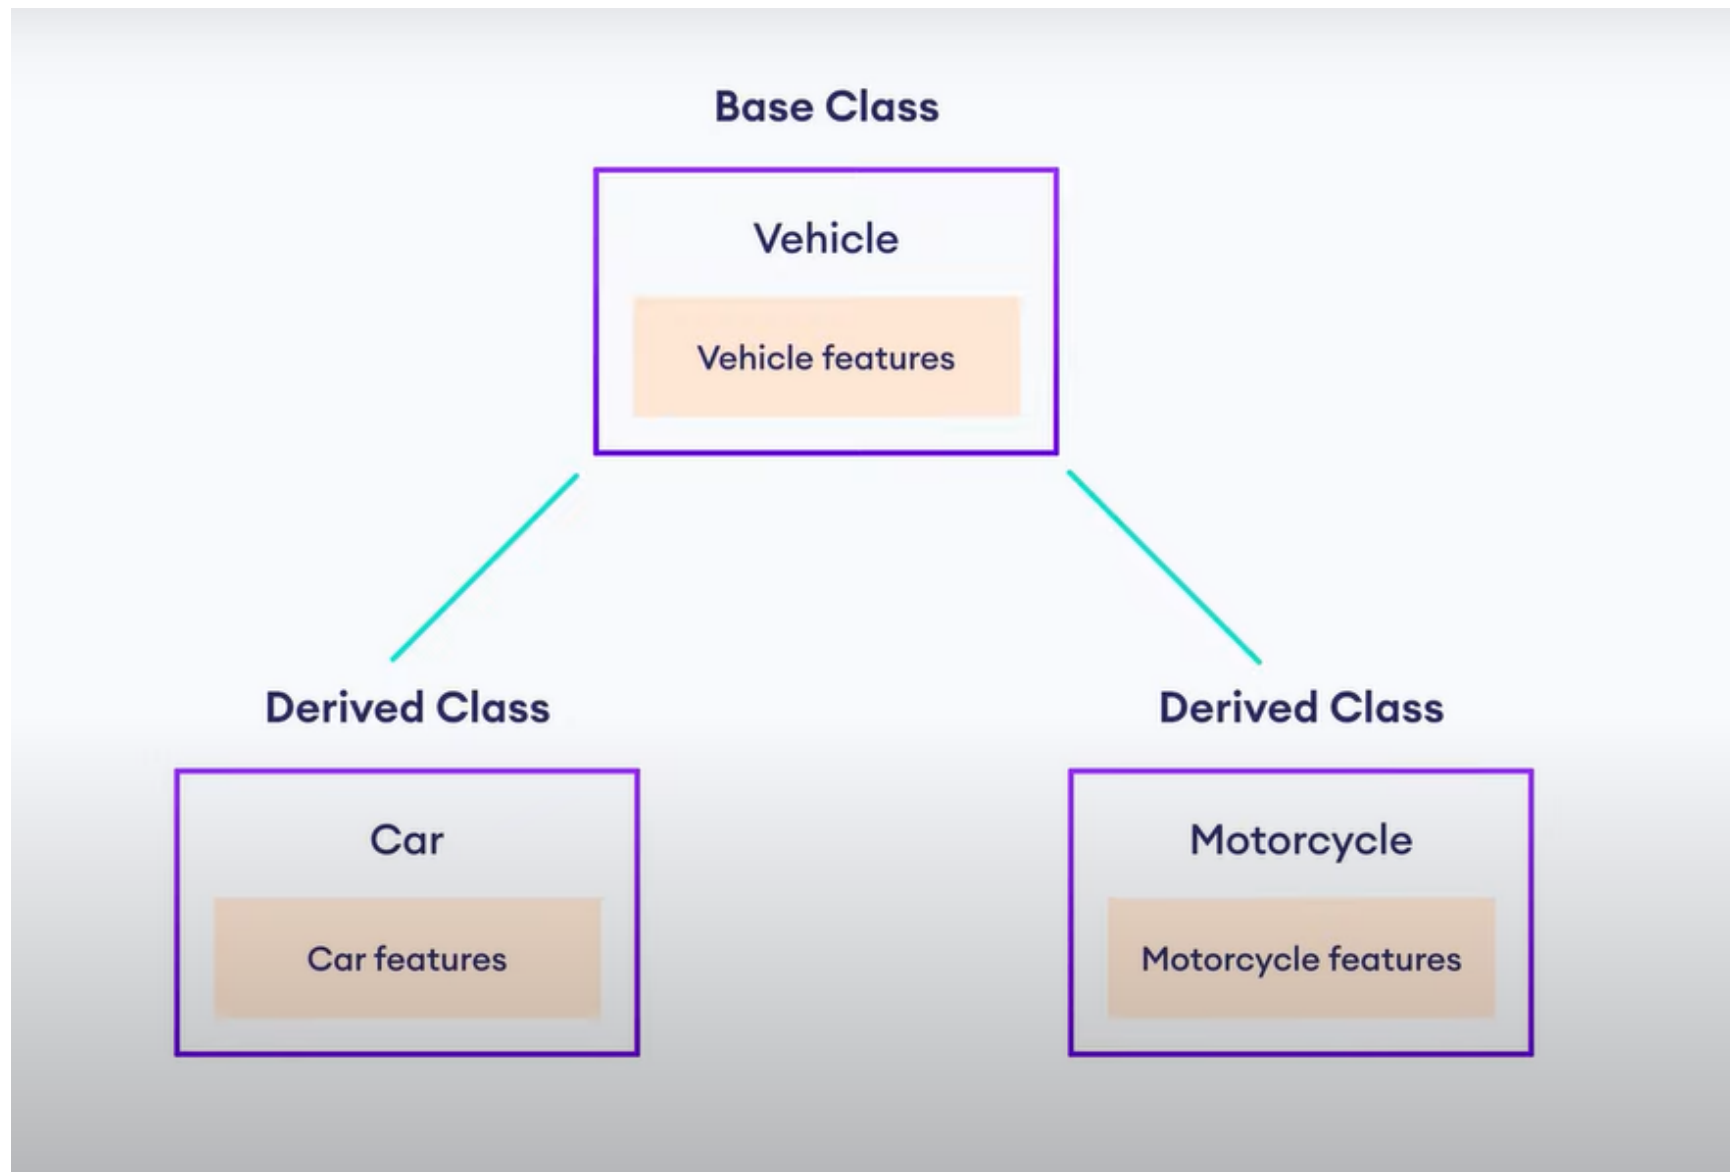 Base Class
Vehicle
Vehicle features
Derived Class
Car
Car features
Derived Class
Motorcycle
Motorcycle features